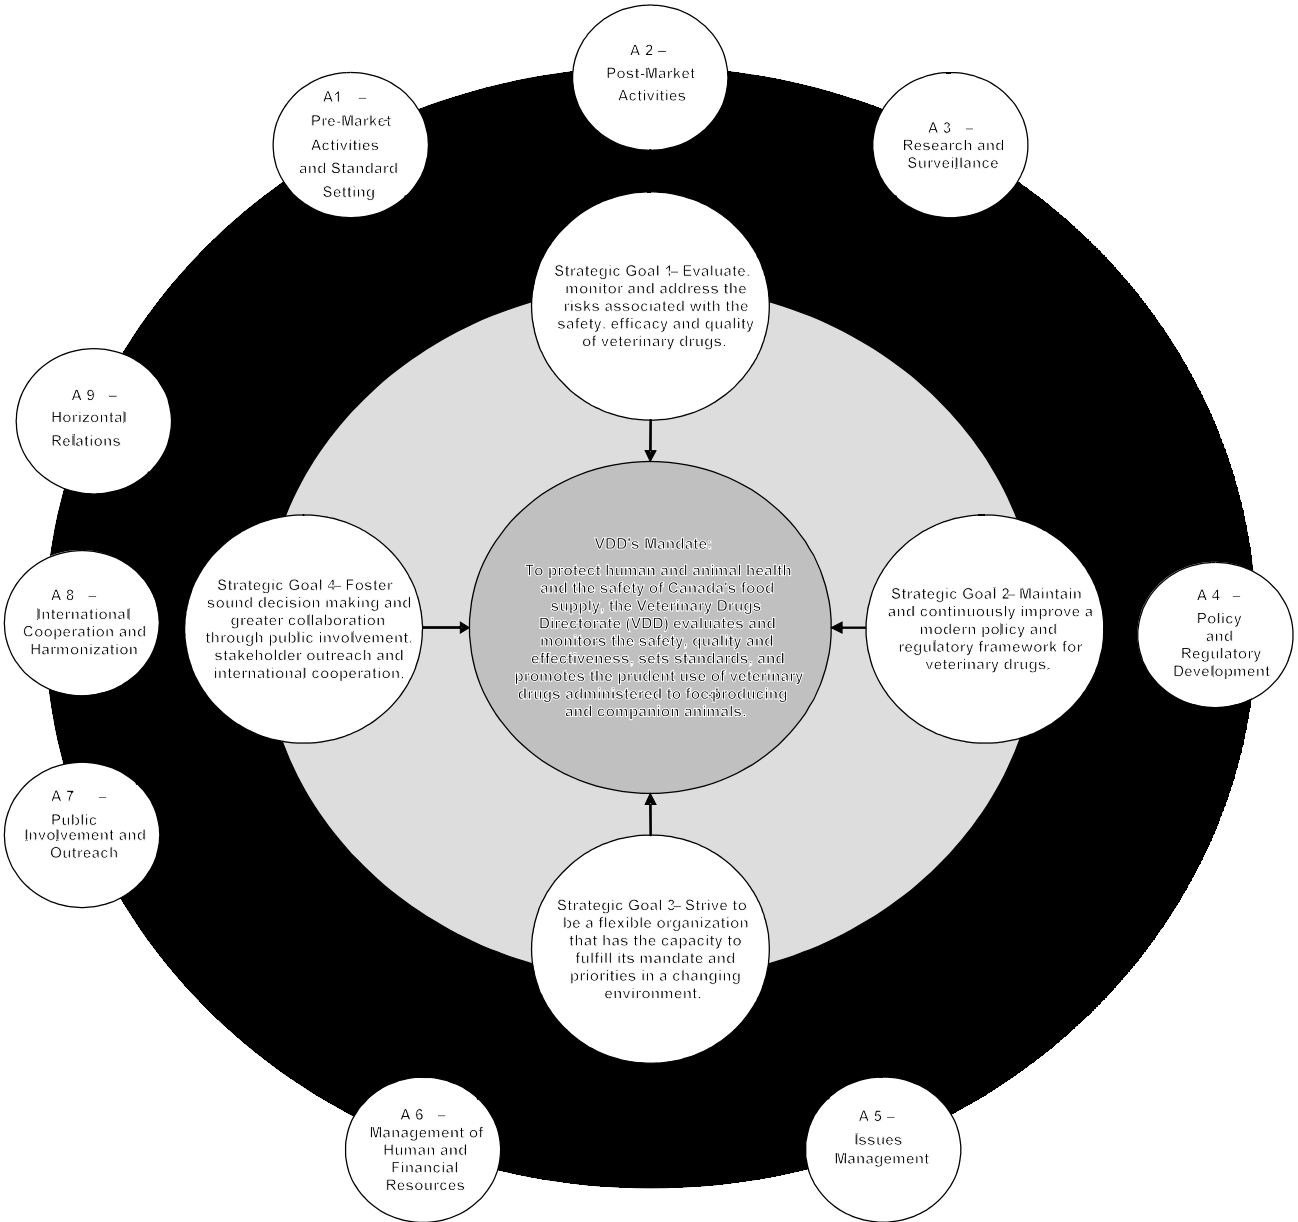 A 2 –
Post-Market
Activities
A1 –
Pre-Market
Activities
and Standard
Setting
A 3 –
Research and
Surveillance
Strategic Goal 1– Evaluate,
monitor and address the
risks associated with the
safety, efficacy and quality
of veterinary drugs.
A 9 –
Horizontal
Relations
VDD's Mandate:
To protect human and animal health
and the safety of Canada's food
supply, the Veterinary Drugs
Directorate (VDD) evaluates and
monitors the safety, quality and
effectiveness, sets standards, and
promotes the prudent use of veterinary
drugs administered to food-producing
and companion animals.
A 8 –
International
Cooperation and
Harmonization
Strategic Goal 4– Foster
sound decision making and
greater collaboration
through public involvement,
stakeholder outreach and
international cooperation.
Strategic Goal 2– Maintain
and continuously improve a
modern policy and
regulatory framework for
veterinary drugs.
A 4 –
Policy
and
Regulatory
Development
A 7 –
Public
Involvement and
Outreach
Strategic Goal 3– Strive to
be a flexible organization
that has the capacity to
fulfill its mandate and
priorities in a changing
environment.
A 6 –
Management of
Human and
Financial
Resources
A 5 –
Issues
Management